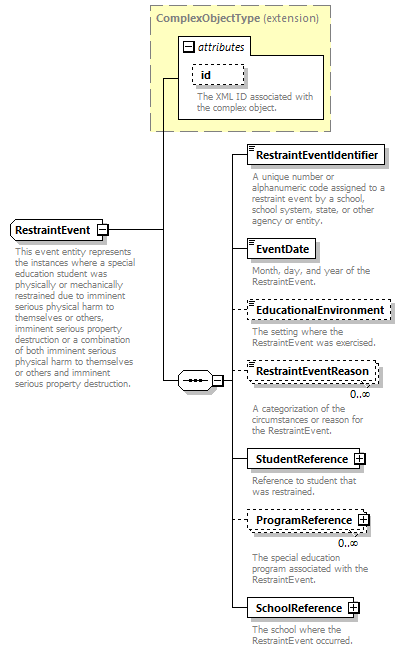 ComplexObjectType (extension)
attributes
id
The XML ID associated with
the complex object.
RestraintEvent
This event entity represents
the instances where a special
education student was
physically or mechanically
restrained due to imminent
serious physical harm to
themselves or others,
imminent serious property
destruction or a combination
of both imminent serious
physical harm to themselves
or others and imminent
serious property destruction.
RestraintEventIdentifier
A unique number or
alphanumeric code assigned to a
restraint event by a school,
school system, state, or other
agency or entity.
EventDate
Month, day, and year of the
RestraintEvent.
EducationalEnvironment
The setting where the
RestraintEvent was exercised.
RestraintEventReason
0..∞
A categorization of the
circumstances or reason for
the RestraintEvent.
StudentReference
Reference to student that
was restrained.
ProgramReference
0..∞
The special education
program associated with the
RestraintEvent.
SchoolReference
The school where the
RestraintEvent occurred.